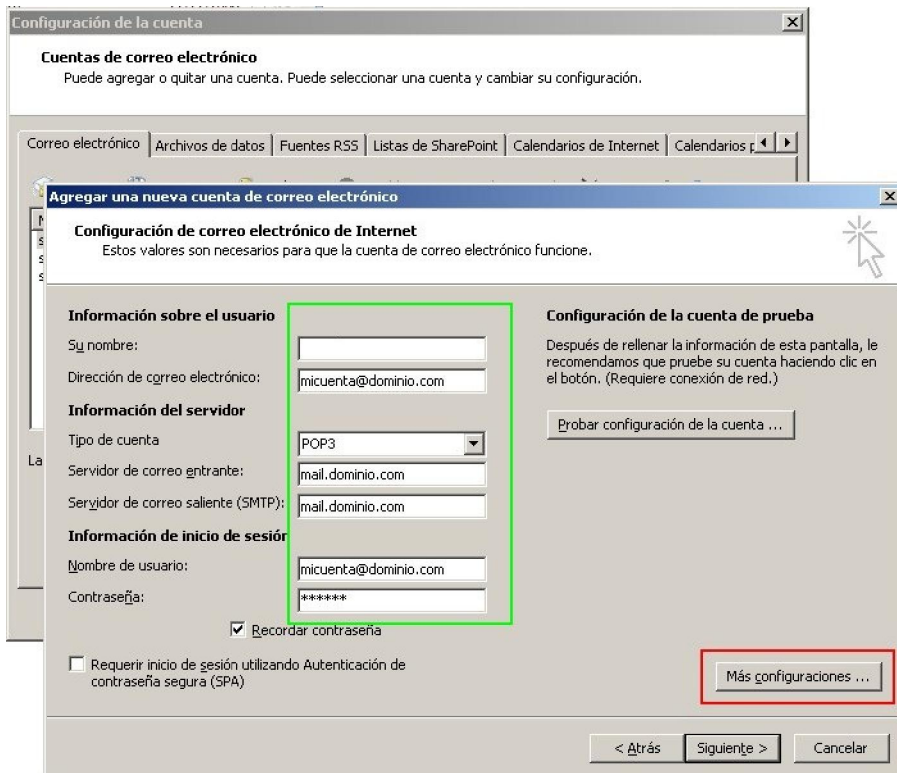 Configuración de la cuenta
Cuentas de correo electrónico
Puede agregar o quitar una cuenta. Puede seleccionar una cuenta y cambiar su configuración.
Correo electrónico Archivos de datos Fuentes RSS Listas de SharePoint Calendarios de Internet Calendarios
Agregar una nueva cuenta de correo electrónico
Configuración de correo electrónico de Internet
Estos valores son necesarios para que la cuenta de correo electrónico funcione.
Información sobre el usuario
Su nombre:
Dirección de correo electrónico: micuenta@dominio.com
Información del servidor
Tipo de cuenta POP3
Servidor de correo entrante: mail.dominio.com
Servidor de correo saliente (SMTP): mail.dominio.com
Información de inicio de sesión
Nombre de usuario: micuenta@dominio.com
Contraseña: ******
Recordar contraseña
Requerir inicio de sesión utilizando Autenticación de
contraseña segura (SPA)
Configuración de la cuenta de prueba
Después de rellenar la información de esta pantalla, le
recomendamos que pruebe su cuenta haciendo clic en
el botón. (Requiere conexión de red.)
Probar configuración de la cuenta ...
La
Más configuraciones ...
< Atrás Siguiente > Cancelar